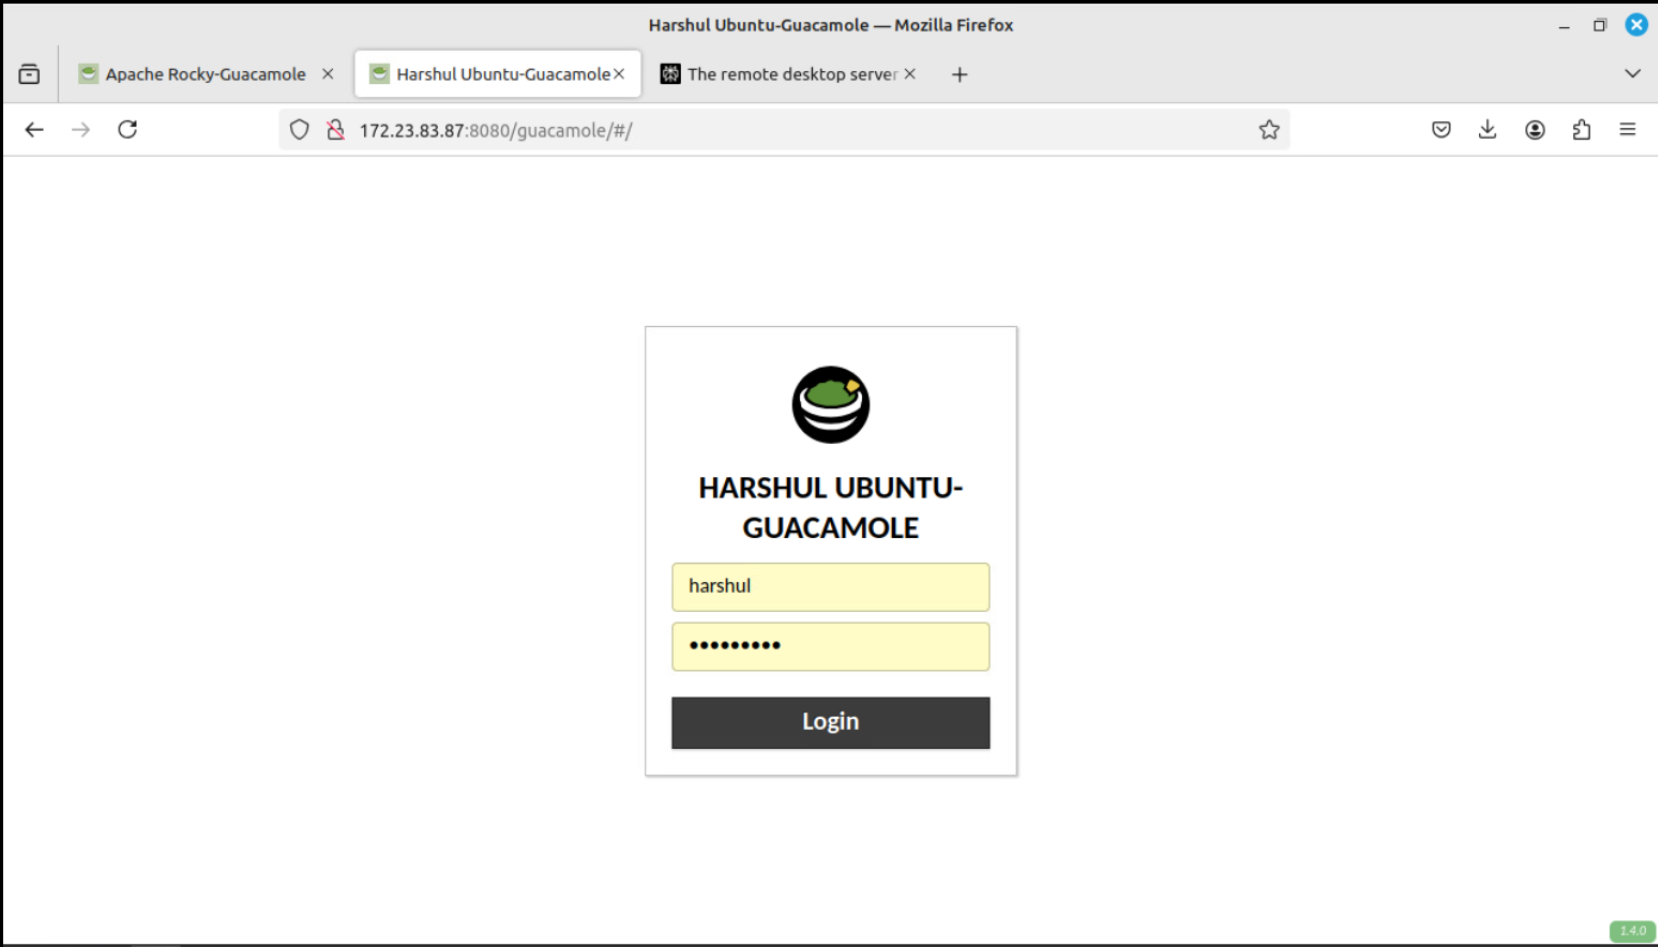 Harshul Ubuntu-Guacamole — Mozilla Firefox
Apache Rocky-Guacamole
Harshul Ubuntu-Guacamole
The remote desktop server
172.23.83.87:8080/guacamole/#/
HARSHUL UBUNTU-
GUACAMOLE
harshul
•••••••••
Login
1.4.0